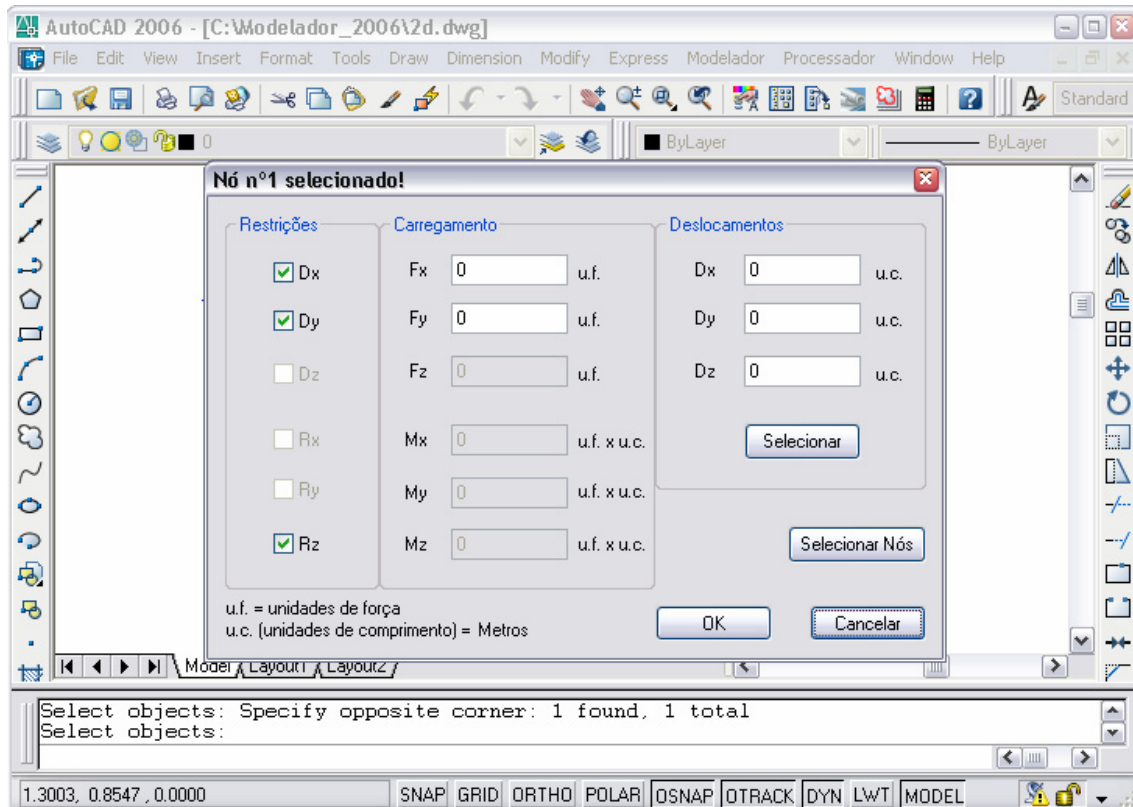 AutoCAD 2006 - [C:\Modelador_2006\2d.dwg]
File Edit View Insert Format Tools Draw Dimension Modify Express Modelador Processador Window Help
Standard
0 ByLayer ByLayer
Nó nº1 selecionado!
Restrições Carregamento Deslocamentos
Dx Fx 0 u.f. Dx 0 u.c.
Dy Fy 0 u.f. Dy 0 u.c.
Dz Fz 0 u.f. Dz 0 u.c.
Rx Mx 0 u.f. x u.c. Selecionar
Ry My 0 u.f. x u.c.
Rz Mz 0 u.f. x u.c. Selecionar Nós
u.f. = unidades de força
u.c. (unidades de comprimento) = Metros
OK Cancelar
Model Layout1 Layout2
Select objects: Specify opposite corner: 1 found, 1 total
Select objects:
1.3003, 0.8547 , 0.0000 SNAP GRID ORTHO POLAR OSNAP OTRACK DYN LWT MODEL